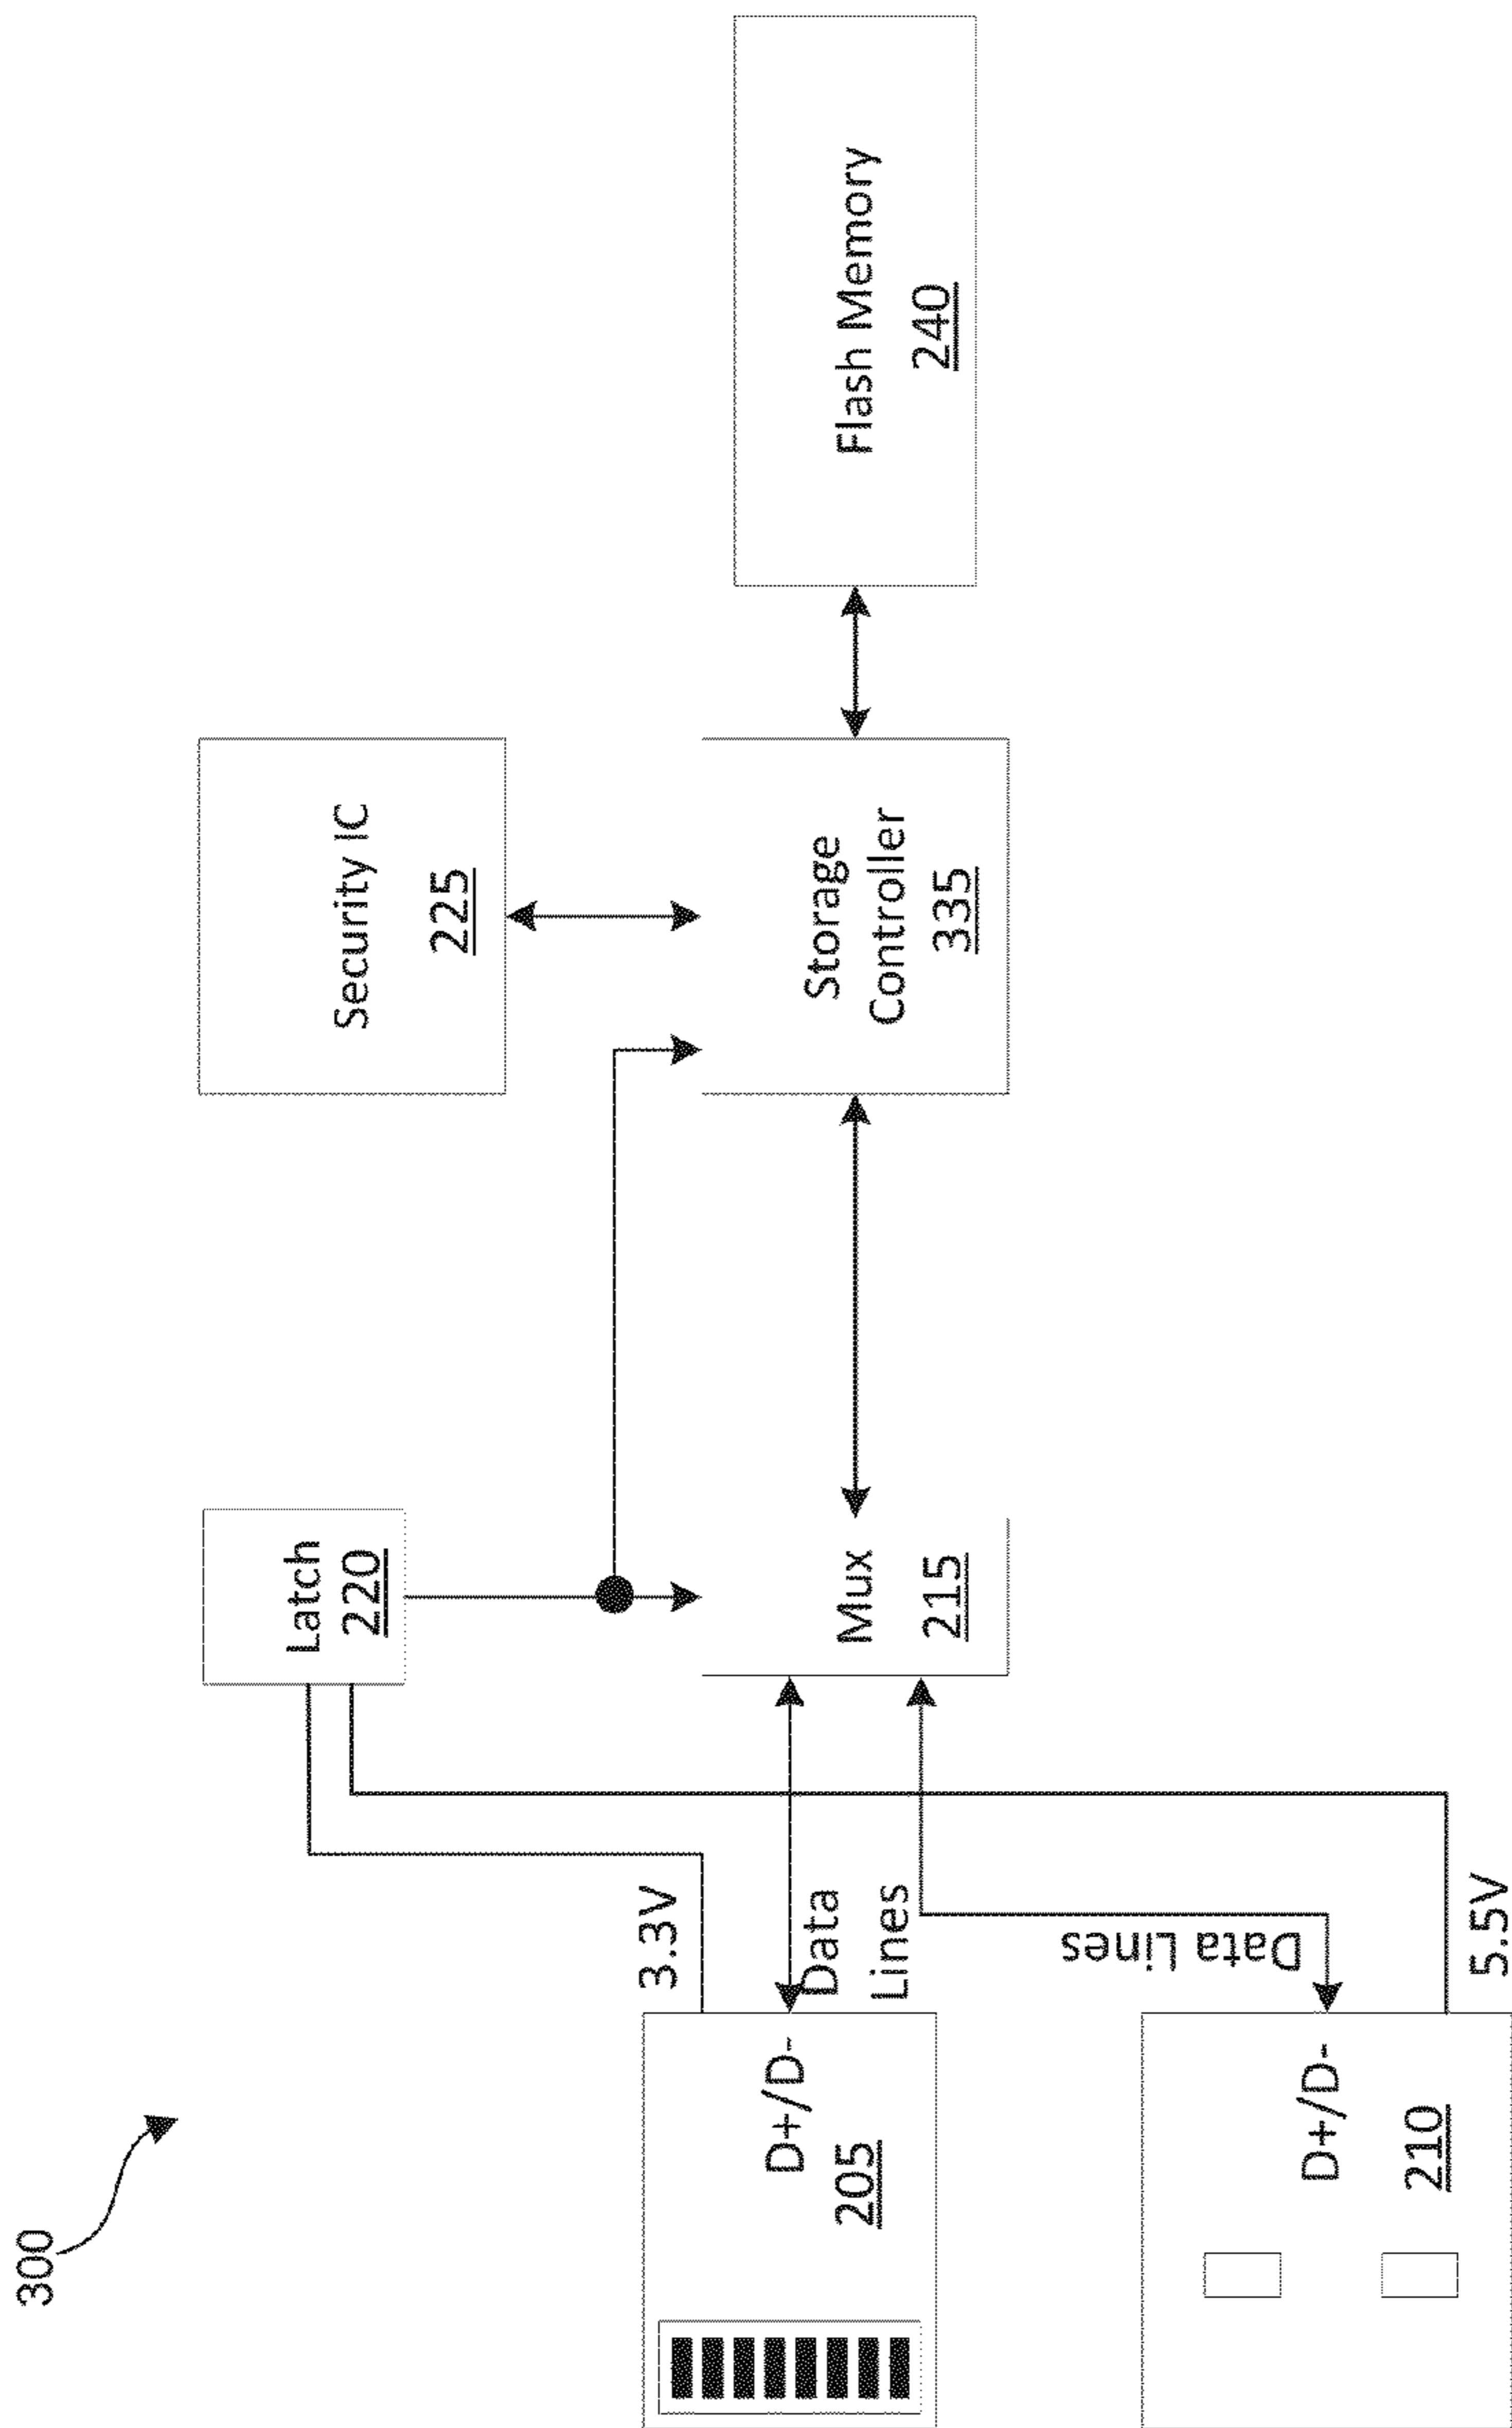 300
Latch
220
Security IC
225
3.3V
D+/D-
205
Data
Lines
Mux
215
Storage
Controller
335
Flash Memory
240
Data Lines
D+/D-
210
5.5V